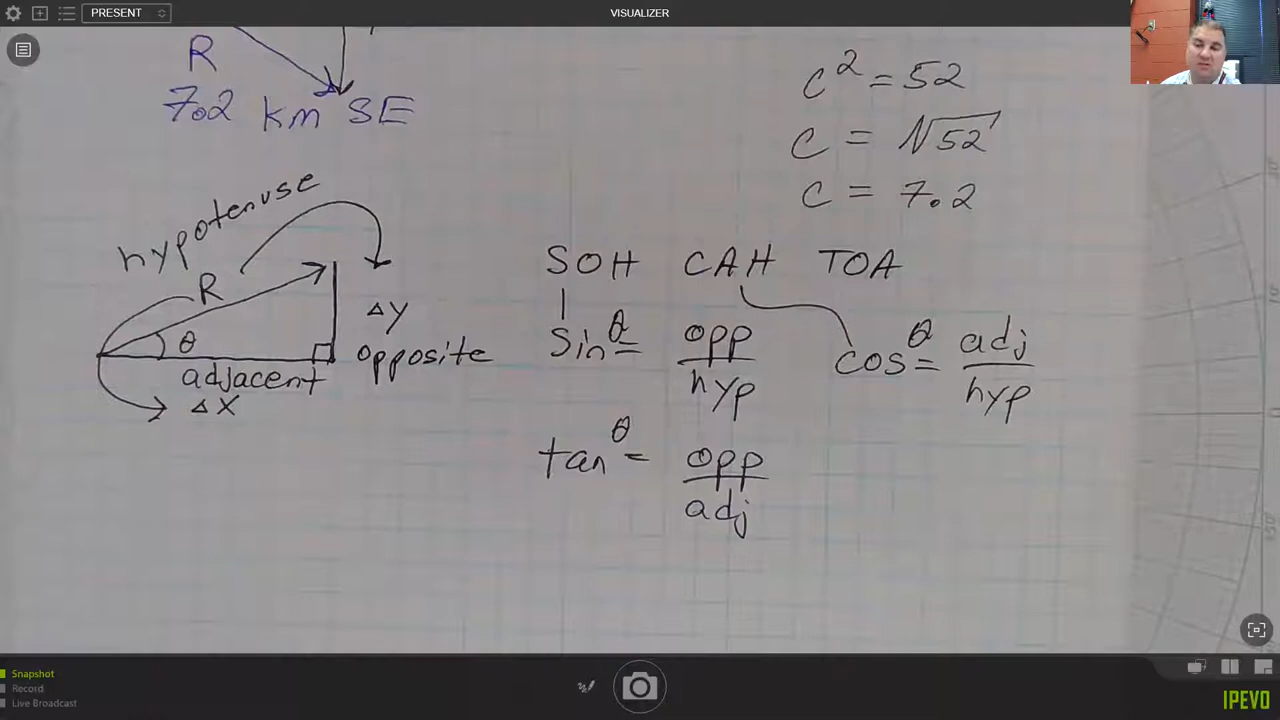 PRESENT
VISUALIZER
R
7.2 km SE
c² = 52
c = √52
c = 7.2
hypotenuse
R
θ
Δy
opposite
adjacent
Δx
SOH CAH TOA
Sin θ = opp/hyp
cos θ = adj/hyp
tan θ = opp/adj
Snapshot
Record
Live Broadcast
IPEVO